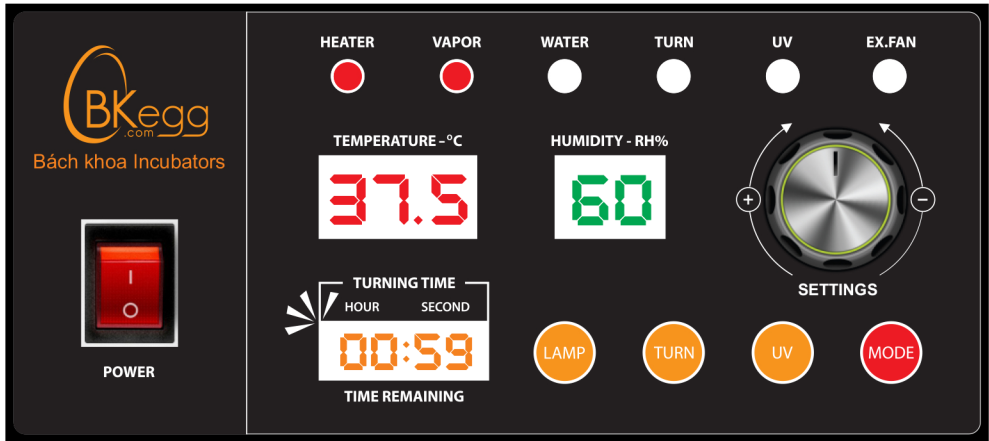 BKegg
.com
Bách khoa Incubators
I
O
POWER
HEATER VAPOR WATER TURN UV EX.FAN
TEMPERATURE-°C HUMIDITY - RH%
37.5 60
+ −
SETTINGS
TURNING TIME
HOUR SECOND
00:59
TIME REMAINING
LAMP TURN UV MODE